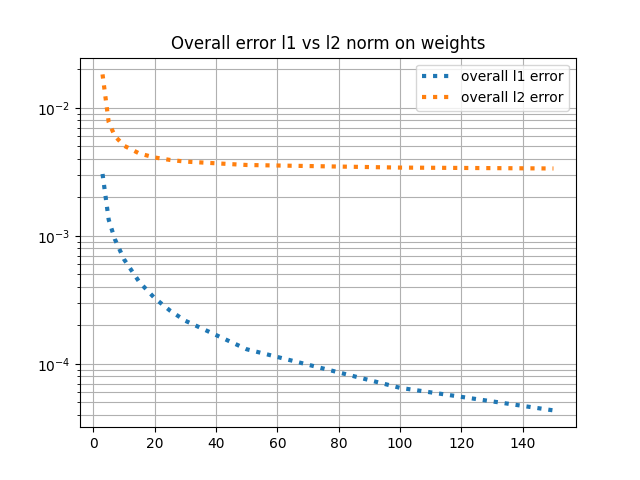 Overall error l1 vs l2 norm on weights
overall l1 error
overall l2 error
10⁻²
10⁻³
10⁻⁴
0 20 40 60 80 100 120 140